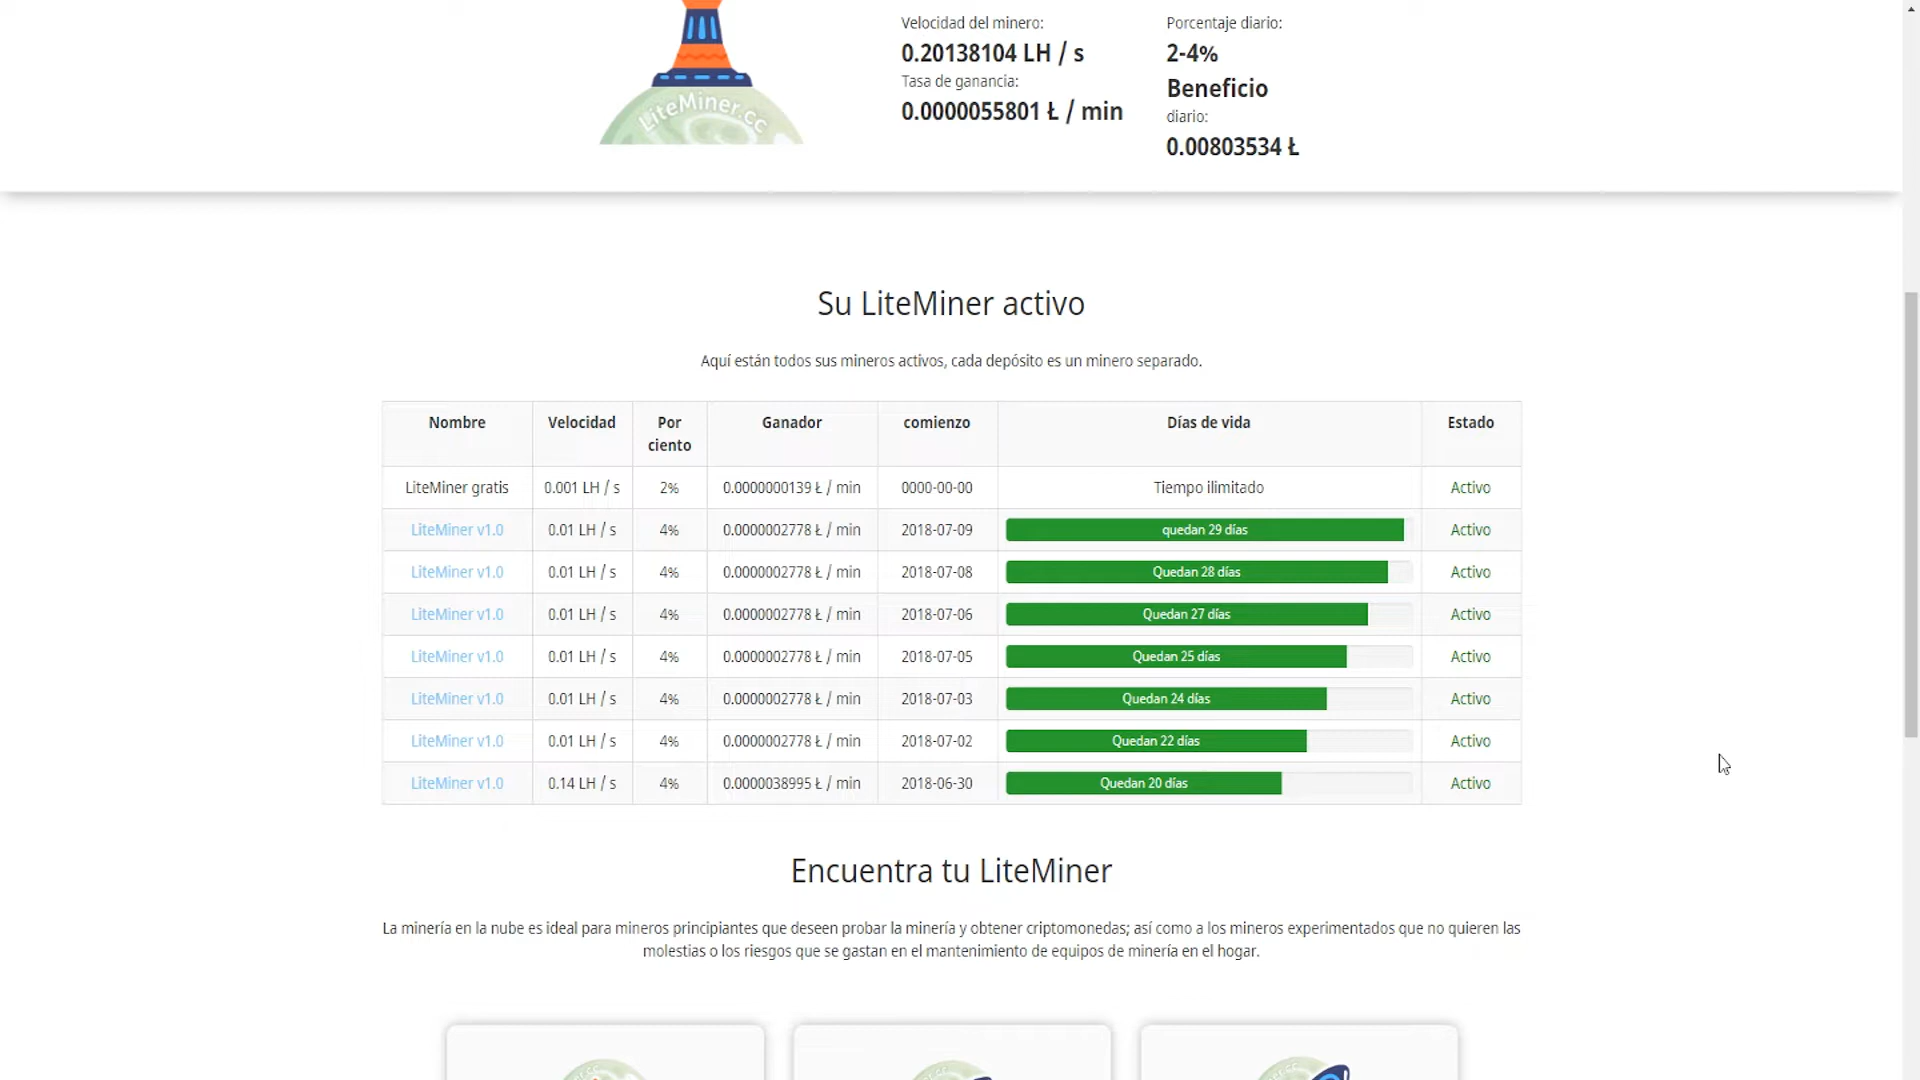 Velocidad del minero:
0.20138104 LH / s
Tasa de ganancia:
0.0000055801 Ł / min
Porcentaje diario:
2-4%
Beneficio
diario:
0.00803534 Ł
LiteMiner.cc
Su LiteMiner activo
Aquí están todos sus mineros activos, cada depósito es un minero separado.
Nombre Velocidad Por ciento Ganador comienzo Días de vida Estado
LiteMiner gratis 0.001 LH / s 2% 0.0000000139 Ł / min 0000-00-00 Tiempo ilimitado Activo
LiteMiner v1.0 0.01 LH / s 4% 0.0000002778 Ł / min 2018-07-09 quedan 29 días Activo
LiteMiner v1.0 0.01 LH / s 4% 0.0000002778 Ł / min 2018-07-08 Quedan 28 días Activo
LiteMiner v1.0 0.01 LH / s 4% 0.0000002778 Ł / min 2018-07-06 Quedan 27 días Activo
LiteMiner v1.0 0.01 LH / s 4% 0.0000002778 Ł / min 2018-07-05 Quedan 25 días Activo
LiteMiner v1.0 0.01 LH / s 4% 0.0000002778 Ł / min 2018-07-03 Quedan 24 días Activo
LiteMiner v1.0 0.01 LH / s 4% 0.0000002778 Ł / min 2018-07-02 Quedan 22 días Activo
LiteMiner v1.0 0.14 LH / s 4% 0.0000038995 Ł / min 2018-06-30 Quedan 20 días Activo
Encuentra tu LiteMiner
La minería en la nube es ideal para mineros principiantes que deseen probar la minería y obtener criptomonedas; así como a los mineros experimentados que no quieren las
molestias o los riesgos que se gastan en el mantenimiento de equipos de minería en el hogar.